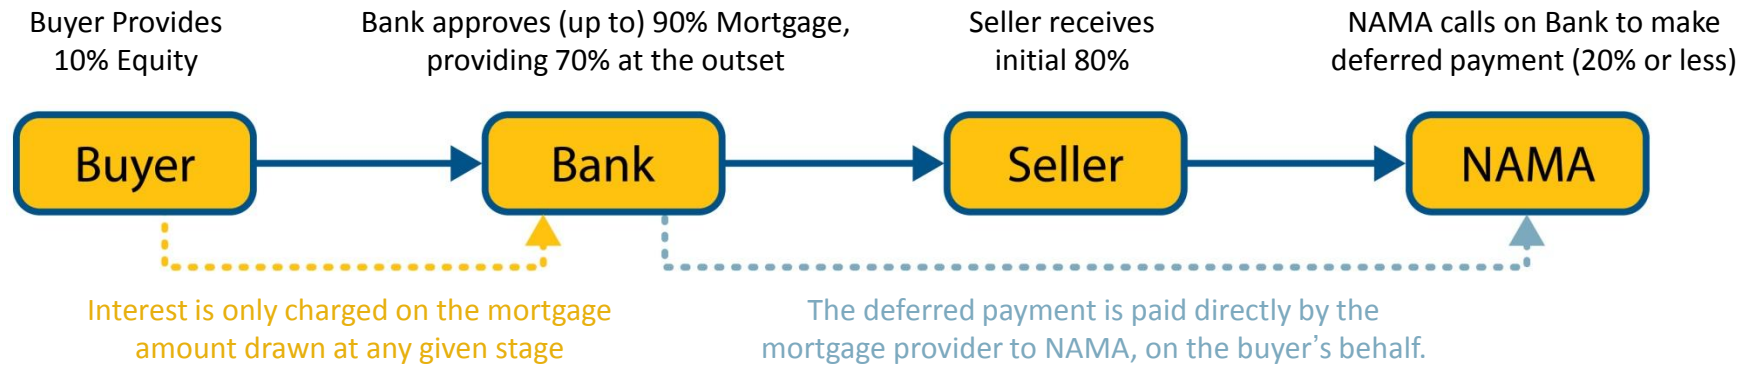 Buyer Provides
10% Equity
Bank approves (up to) 90% Mortgage,
providing 70% at the outset
Seller receives
initial 80%
NAMA calls on Bank to make
deferred payment (20% or less)
Buyer
Bank
Seller
NAMA
Interest is only charged on the mortgage
amount drawn at any given stage
The deferred payment is paid directly by the
mortgage provider to NAMA, on the buyer’s behalf.